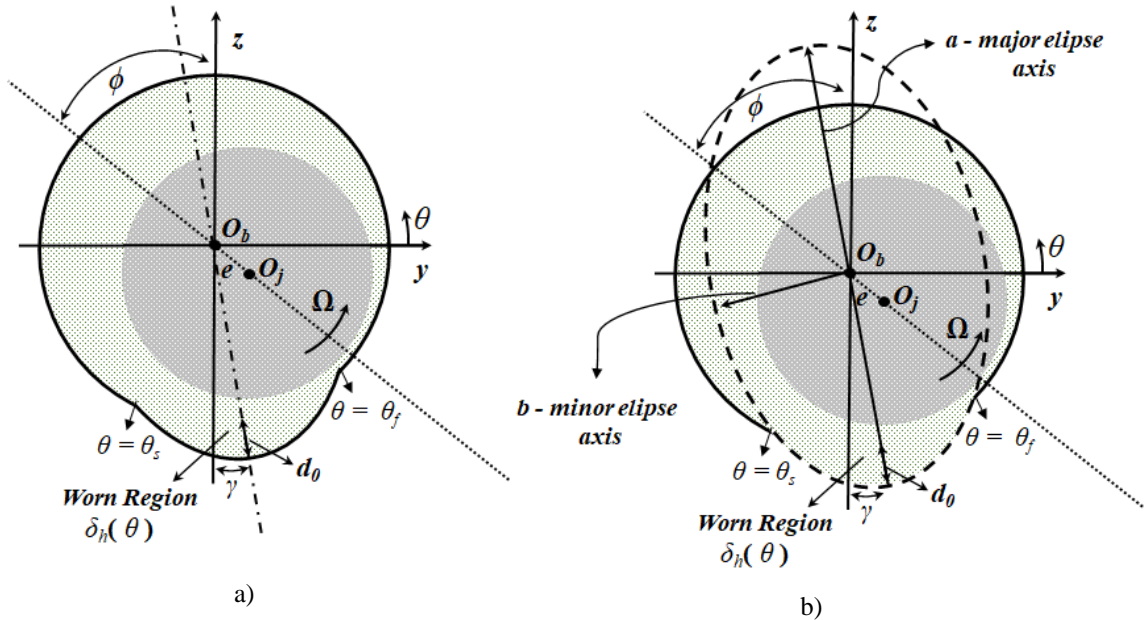 z
ϕ
O_b
θ
e
O_j
y
Ω
θ = θ_s
θ = θ_f
γ
d_0
Worn Region
δ_h(θ)
a)
z
a - major elipse
axis
ϕ
O_b
θ
e
O_j
y
Ω
b - minor elipse
axis
θ = θ_s
θ = θ_f
γ
d_0
Worn Region
δ_h(θ)
b)